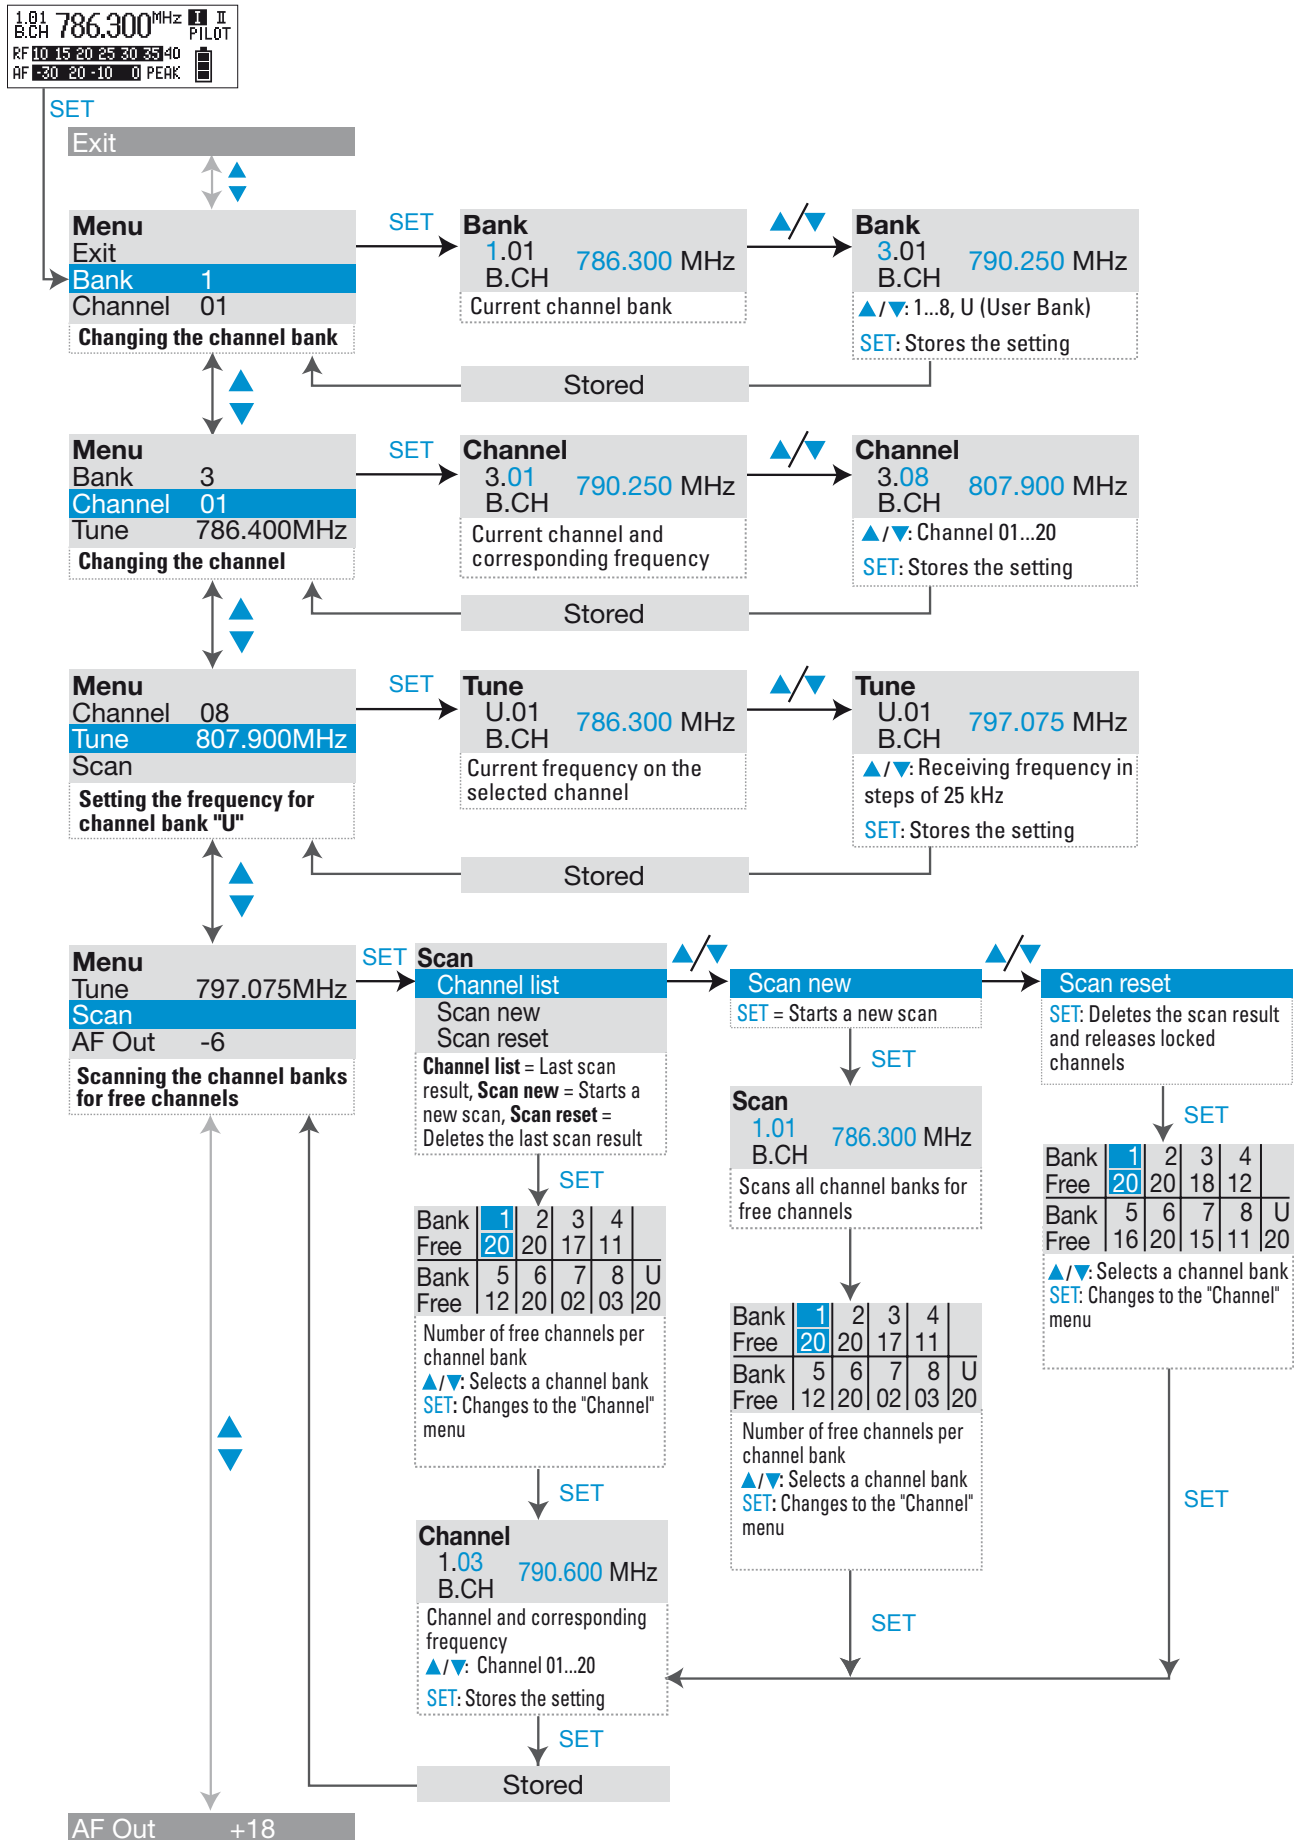 1.01 B.CH 786.300 MHz I II PILOT
RF 10 15 20 25 30 35 40
AF -30 20 -10 0 PEAK
SET
Exit
Menu
Exit
Bank 1
Channel 01
Changing the channel bank
SET
Bank
1.01 786.300 MHz
B.CH
Current channel bank
▲/▼
Bank
3.01 790.250 MHz
B.CH
▲/▼: 1...8, U (User Bank)
SET: Stores the setting
Stored
Menu
Bank 3
Channel 01
Tune 786.400MHz
Changing the channel
SET
Channel
3.01 790.250 MHz
B.CH
Current channel and
corresponding frequency
▲/▼
Channel
3.08 807.900 MHz
B.CH
▲/▼: Channel 01...20
SET: Stores the setting
Stored
Menu
Channel 08
Tune 807.900MHz
Scan
Setting the frequency for
channel bank "U"
SET
Tune
U.01 786.300 MHz
B.CH
Current frequency on the
selected channel
▲/▼
Tune
U.01 797.075 MHz
B.CH
▲/▼: Receiving frequency in
steps of 25 kHz
SET: Stores the setting
Stored
Menu
Tune 797.075MHz
Scan
AF Out -6
Scanning the channel banks
for free channels
SET
Scan
Channel list
Scan new
Scan reset
Channel list = Last scan
result, Scan new = Starts a
new scan, Scan reset =
Deletes the last scan result
SET
Bank 1 2 3 4
Free 20 20 17 11
Bank 5 6 7 8 U
Free 12 20 02 03 20
Number of free channels per
channel bank
▲/▼: Selects a channel bank
SET: Changes to the "Channel"
menu
SET
Channel
1.03 790.600 MHz
B.CH
Channel and corresponding
frequency
▲/▼: Channel 01...20
SET: Stores the setting
SET
Stored
▲/▼
Scan new
SET = Starts a new scan
SET
Scan
1.01 786.300 MHz
B.CH
Scans all channel banks for
free channels
Bank 1 2 3 4
Free 20 20 17 11
Bank 5 6 7 8 U
Free 12 20 02 03 20
Number of free channels per
channel bank
▲/▼: Selects a channel bank
SET: Changes to the "Channel"
menu
SET
▲/▼
Scan reset
SET: Deletes the scan result
and releases locked
channels
SET
Bank 1 2 3 4
Free 20 20 18 12
Bank 5 6 7 8 U
Free 16 20 15 11 20
▲/▼: Selects a channel bank
SET: Changes to the "Channel"
menu
SET
AF Out +18